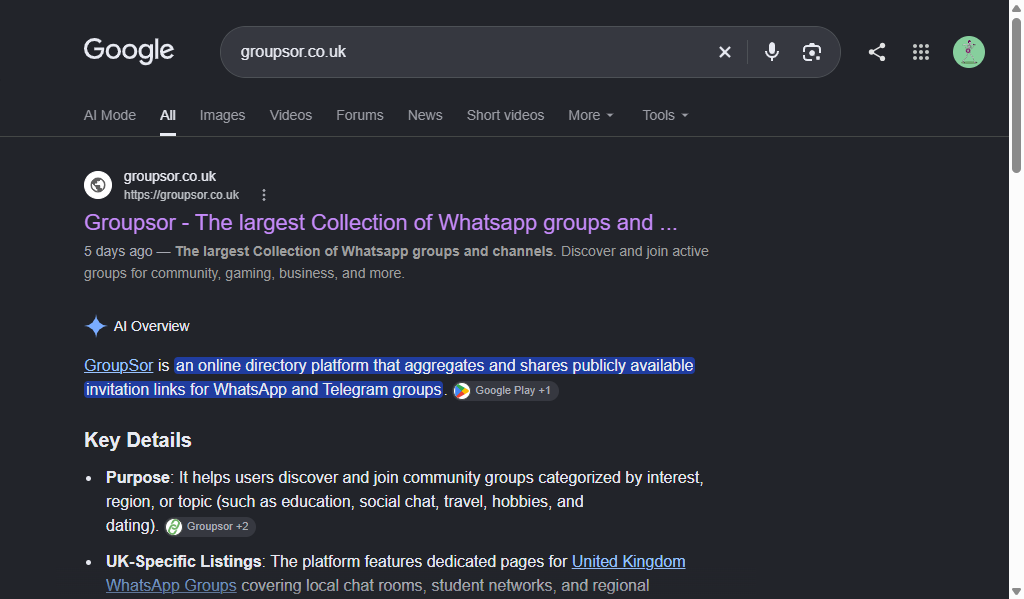 Google
groupsor.co.uk
AI Mode All Images Videos Forums News Short videos More Tools
groupsor.co.uk
https://groupsor.co.uk
Groupsor - The largest Collection of Whatsapp groups and ...
5 days ago — The largest Collection of Whatsapp groups and channels. Discover and join active
groups for community, gaming, business, and more.
AI Overview
GroupSor is an online directory platform that aggregates and shares publicly available
invitation links for WhatsApp and Telegram groups. Google Play +1
Key Details
• Purpose: It helps users discover and join community groups categorized by interest,
region, or topic (such as education, social chat, travel, hobbies, and
dating). Groupsor +2
• UK-Specific Listings: The platform features dedicated pages for United Kingdom
WhatsApp Groups covering local chat rooms, student networks, and regional